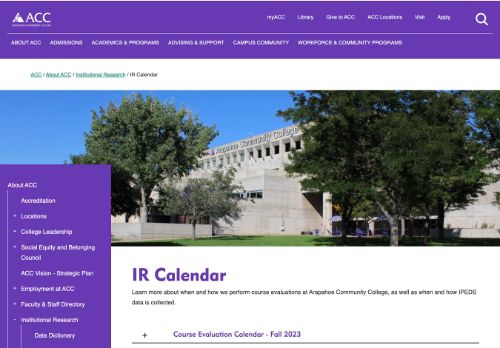 ACC
myACC Library Give to ACC ACC Locations Visit Apply
ABOUT ACC ADMISSIONS ACADEMICS & PROGRAMS ADVISING & SUPPORT CAMPUS COMMUNITY WORKFORCE & COMMUNITY PROGRAMS
ACC / About ACC / Institutional Research / IR Calendar
Arapahoe Community College
About ACC
Accreditation
+ Locations
+ College Leadership
+ Social Equity and Belonging
Council
ACC Vision - Strategic Plan
+ Employment at ACC
+ Faculty & Staff Directory
- Institutional Research
Data Dictionary
IR Calendar
Learn more about when and how we perform course evaluations at Arapahoe Community College, as well as when and how IPEDS
data is collected.
+ Course Evaluation Calendar - Fall 2023